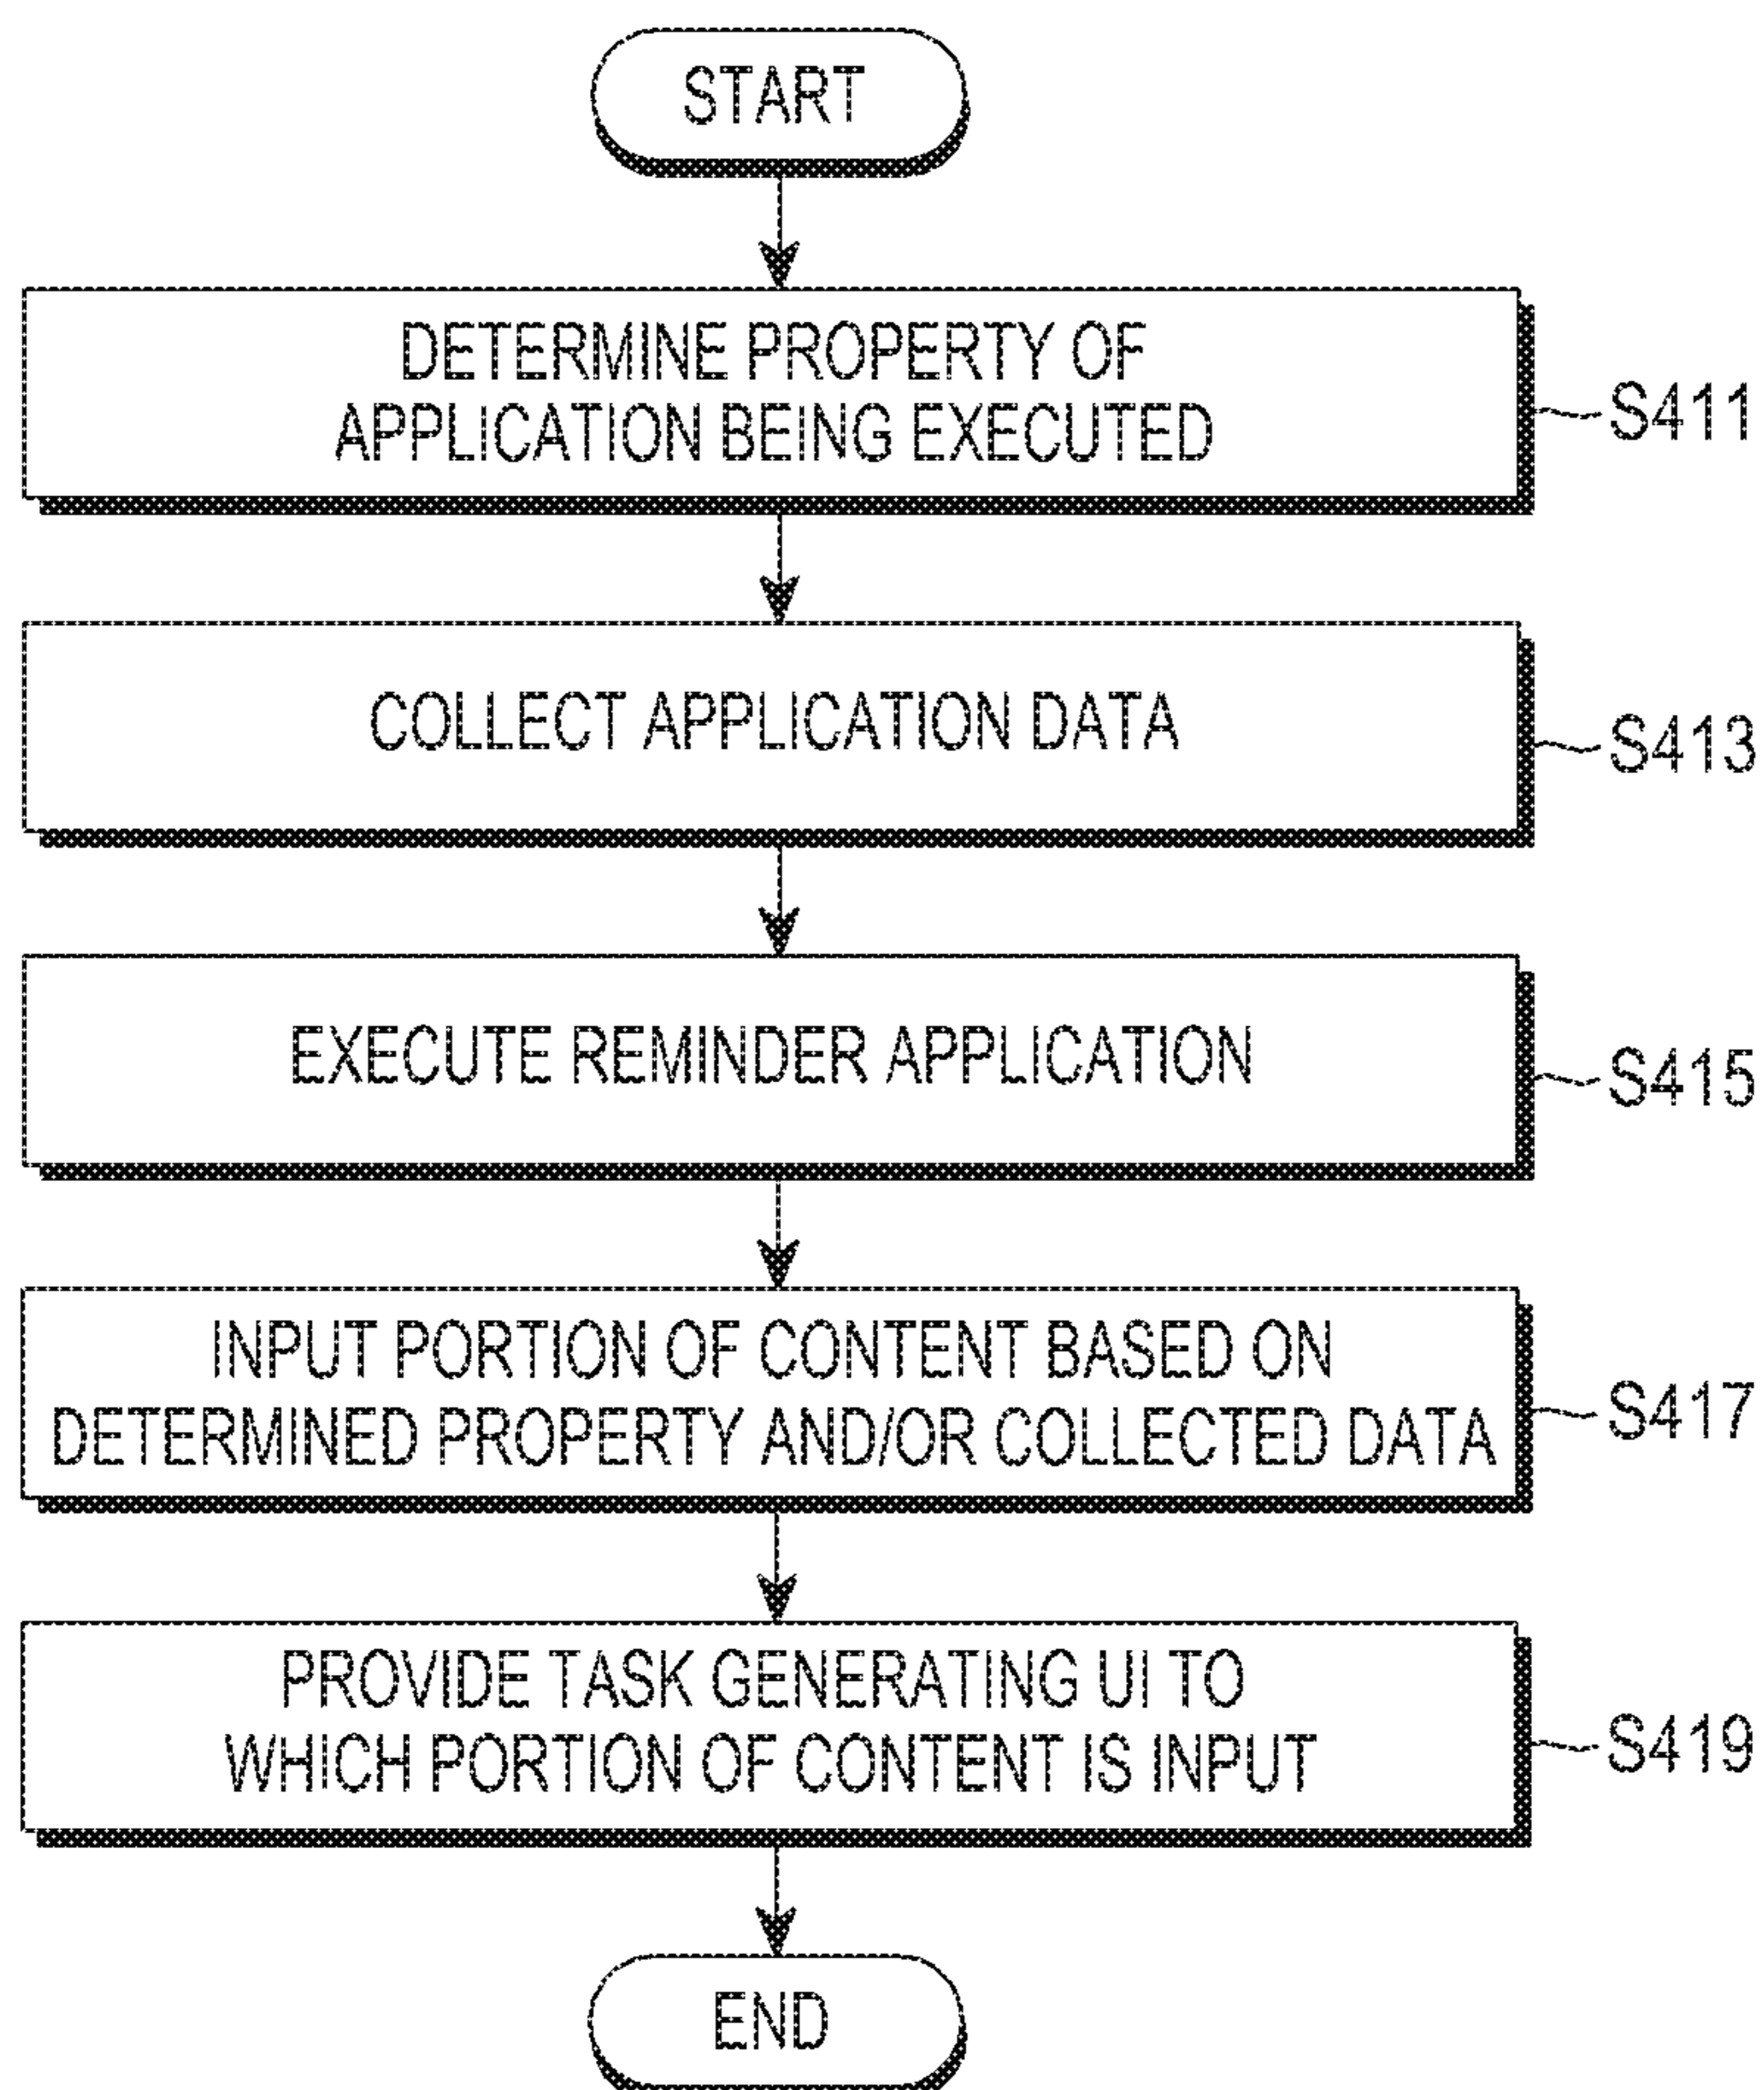 START
DETERMINE PROPERTY OF
APPLICATION BEING EXECUTED
S411
COLLECT APPLICATION DATA
S413
EXECUTE REMINDER APPLICATION
S415
INPUT PORTION OF CONTENT BASED ON
DETERMINED PROPERTY AND/OR COLLECTED DATA
S417
PROVIDE TASK GENERATING UI TO
WHICH PORTION OF CONTENT IS INPUT
S419
END